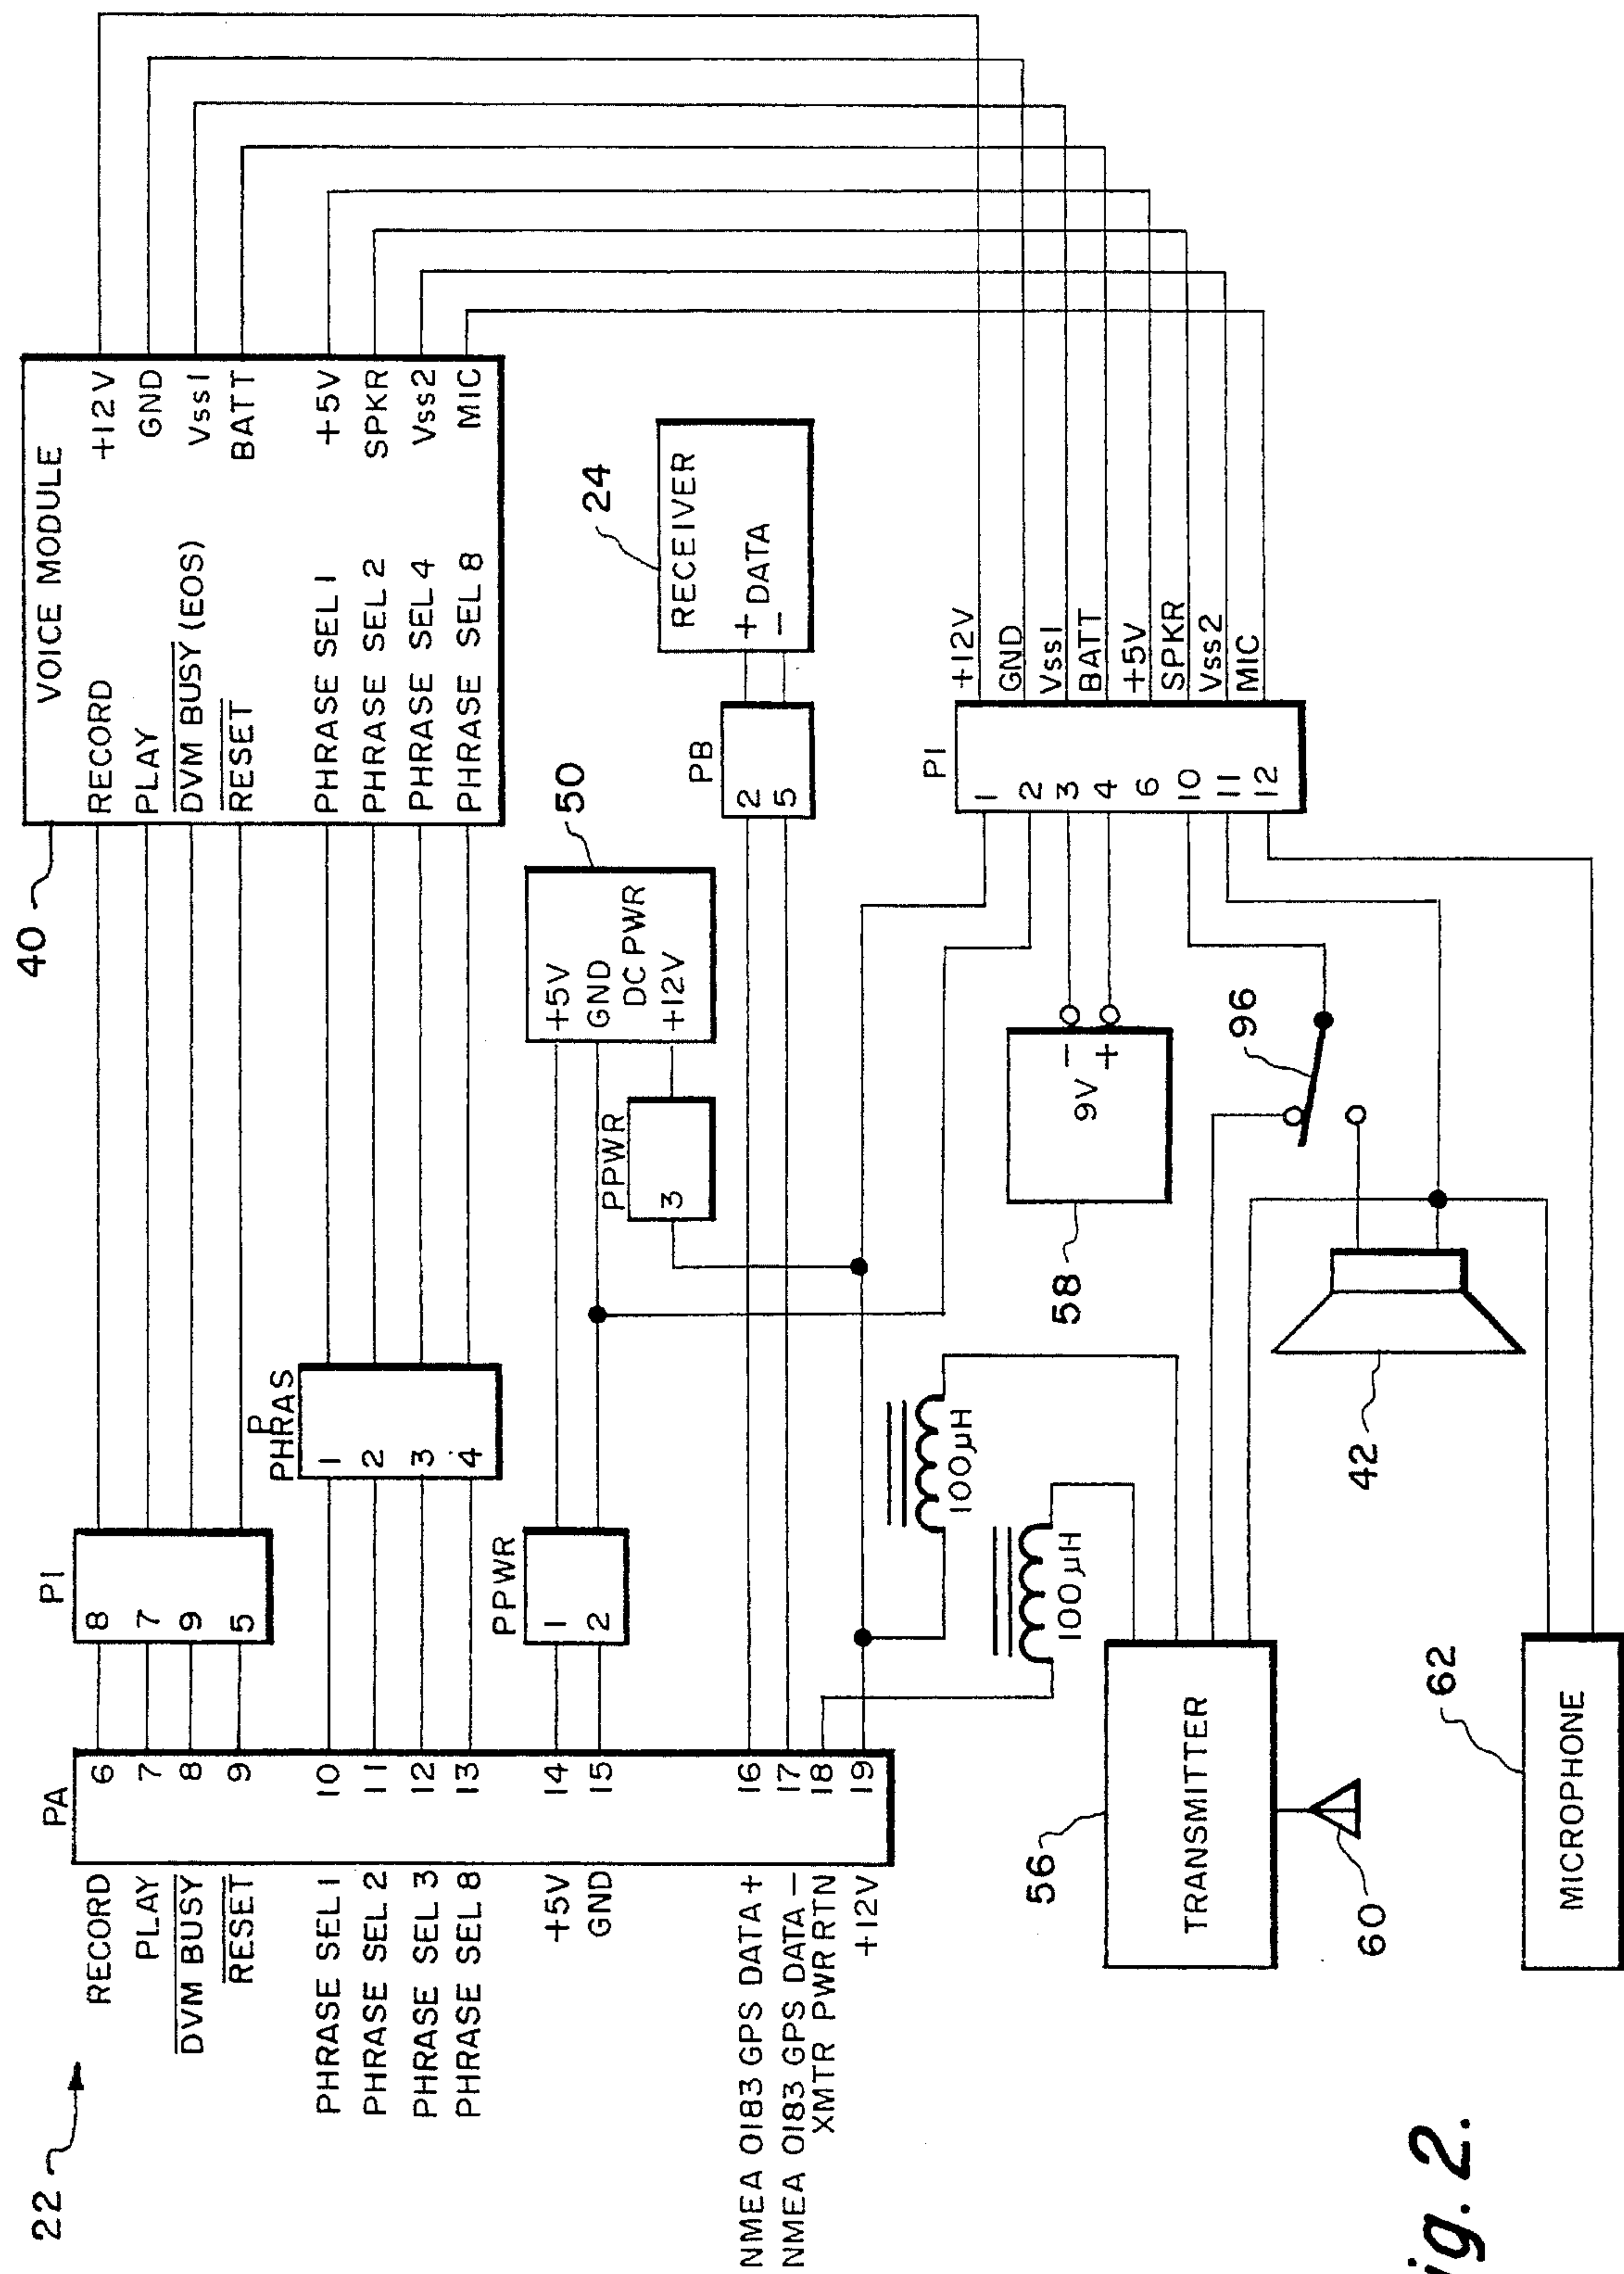 22
PA
RECORD 6
PLAY 7
DVM BUSY 8
RESET 9
PHRASE SEL 1 10
PHRASE SEL 2 11
PHRASE SEL 3 12
PHRASE SEL 8 13
+5V 14
GND 15
NMEA 0183 GPS DATA + 16
NMEA 0183 GPS DATA − 17
XMTR PWR RTN 18
+12V 19
P1
8
7
9
5
P
PHRAS
1
2
3
4
PPWR
1
2
40
VOICE MODULE
RECORD +12V
PLAY GND
DVM BUSY (EOS) Vss1
RESET BATT
PHRASE SEL 1 +5V
PHRASE SEL 2 SPKR
PHRASE SEL 4 Vss2
PHRASE SEL 8 MIC
50
+5V
GND
DC PWR
+12V
PPWR
3
24
RECEIVER
+
DATA
−
PB
2
5
P1
1 +12V
2 GND
3 Vss1
4 BATT
6 +5V
10 SPKR
11 Vss2
12 MIC
100µH
100µH
58
9V
−
+
96
42
56
TRANSMITTER
60
62
MICROPHONE
ig. 2.